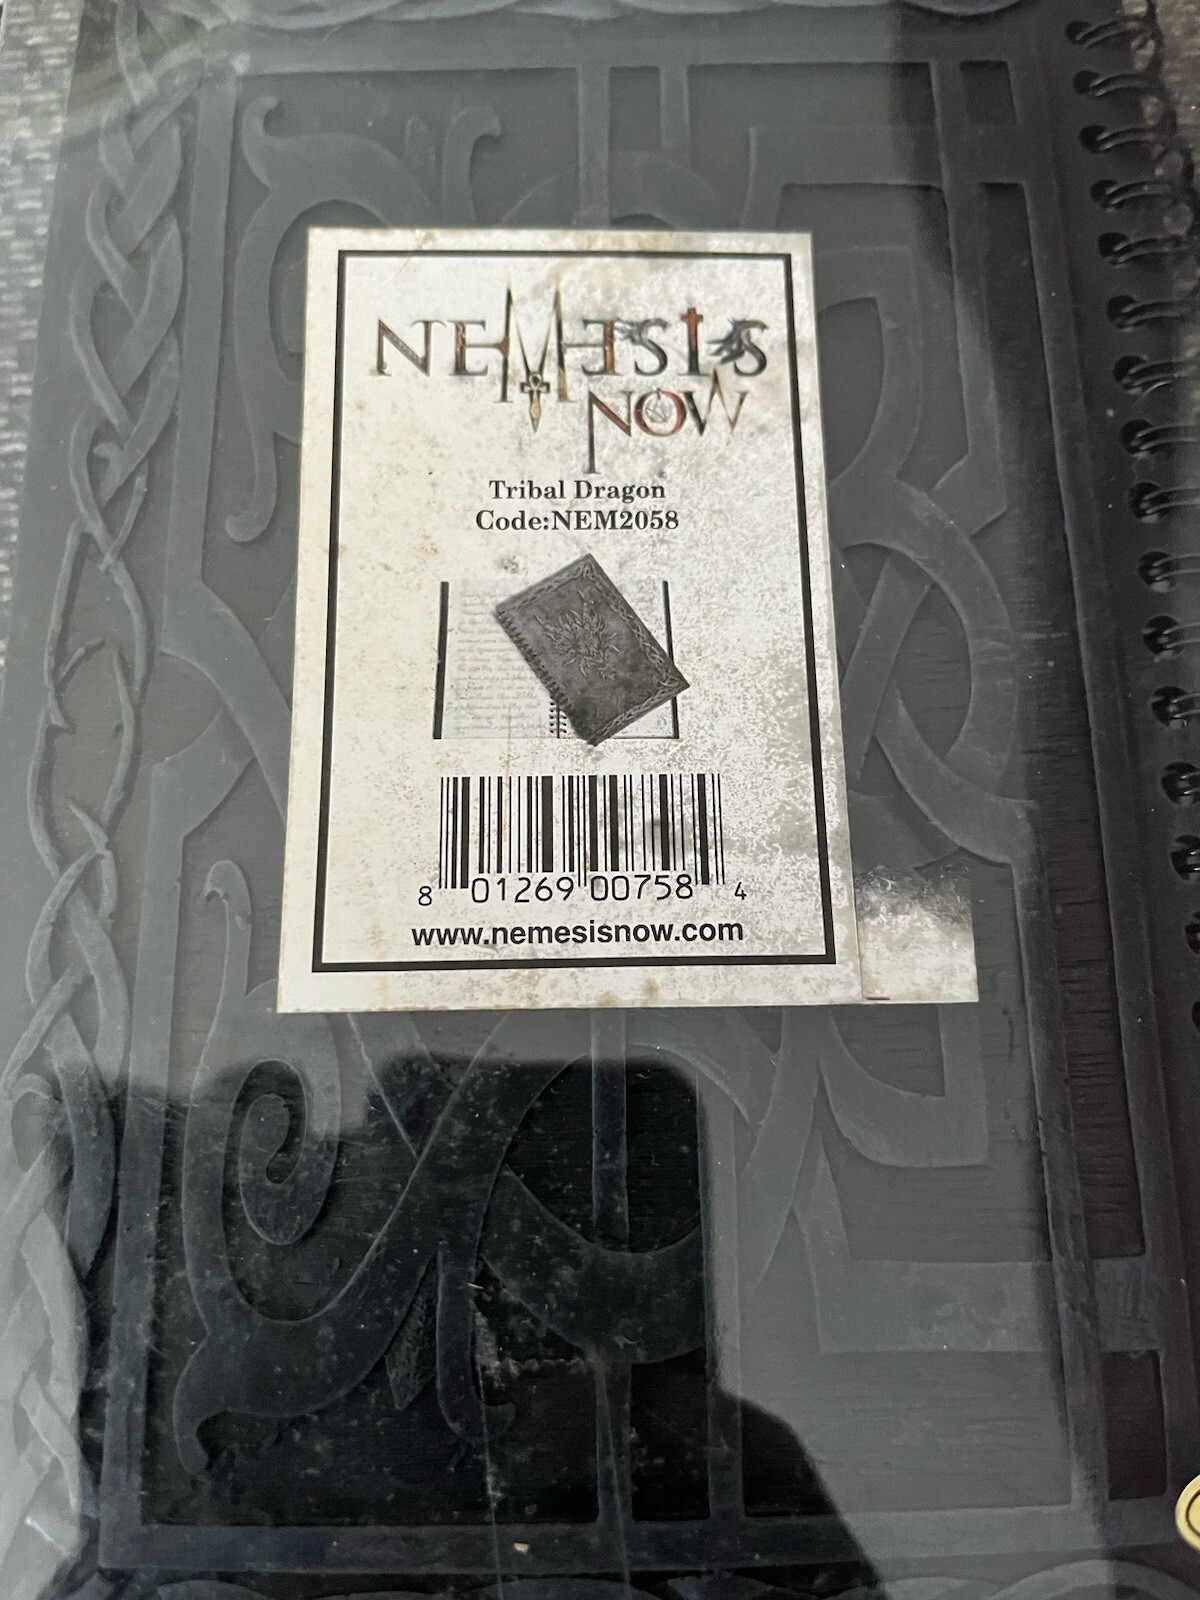 NEMESIS
NOW
Tribal Dragon
Code:NEM2058
8 01269 00758 4
www.nemesisnow.com